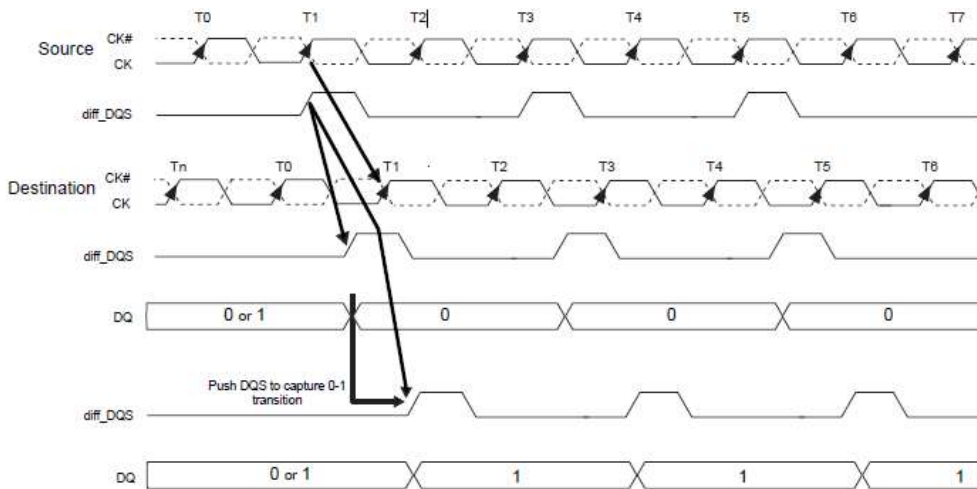 T0 T1 T2 T3 T4 T5 T6 T7
Source CK#
CK
diff_DQS
Tn T0 T1 T2 T3 T4 T5 T6
Destination CK#
CK
diff_DQS
DQ 0 or 1 0 0 0
Push DQS to capture 0-1
transition
diff_DQS
DQ 0 or 1 1 1 1